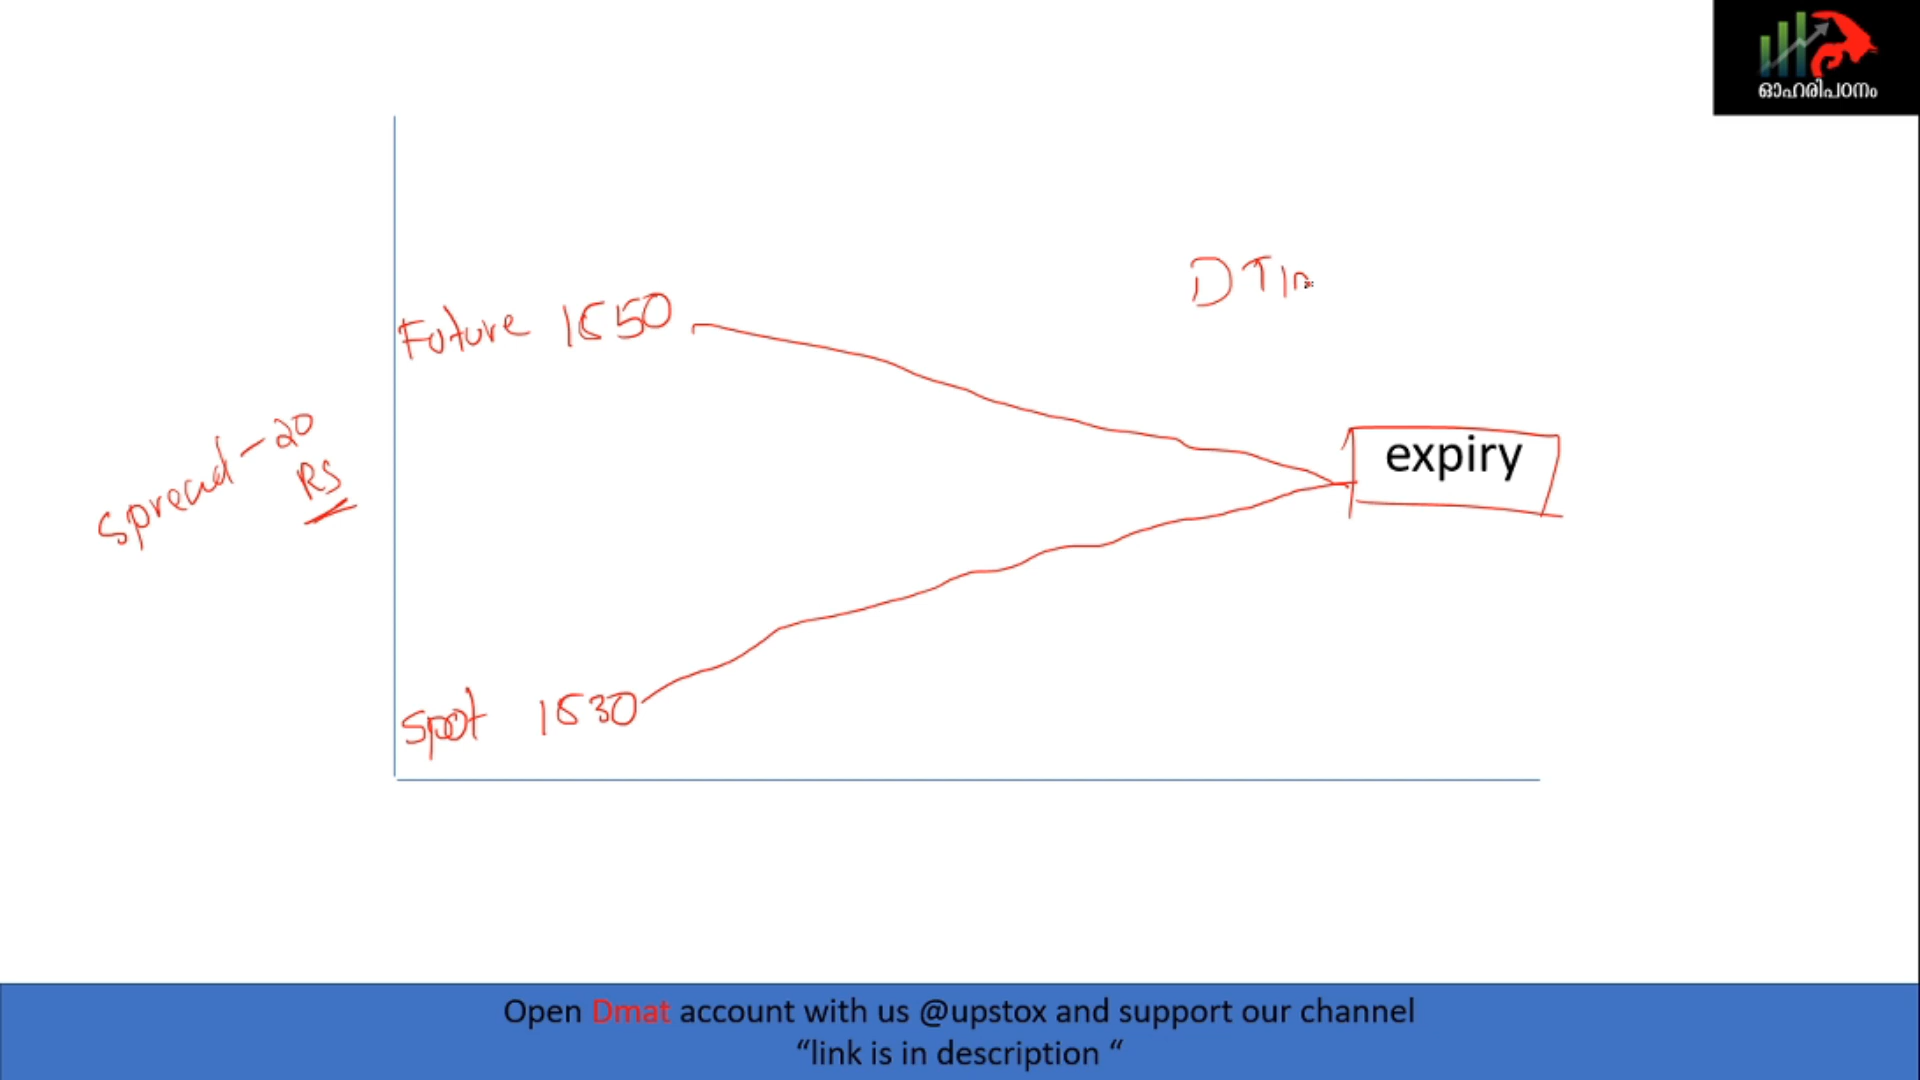 ഓഹരിപഠനം
Future 1550
spread - 20
RS
expiry
Spot 1530
Open Dmat account with us @upstox and support our channel
“link is in description “